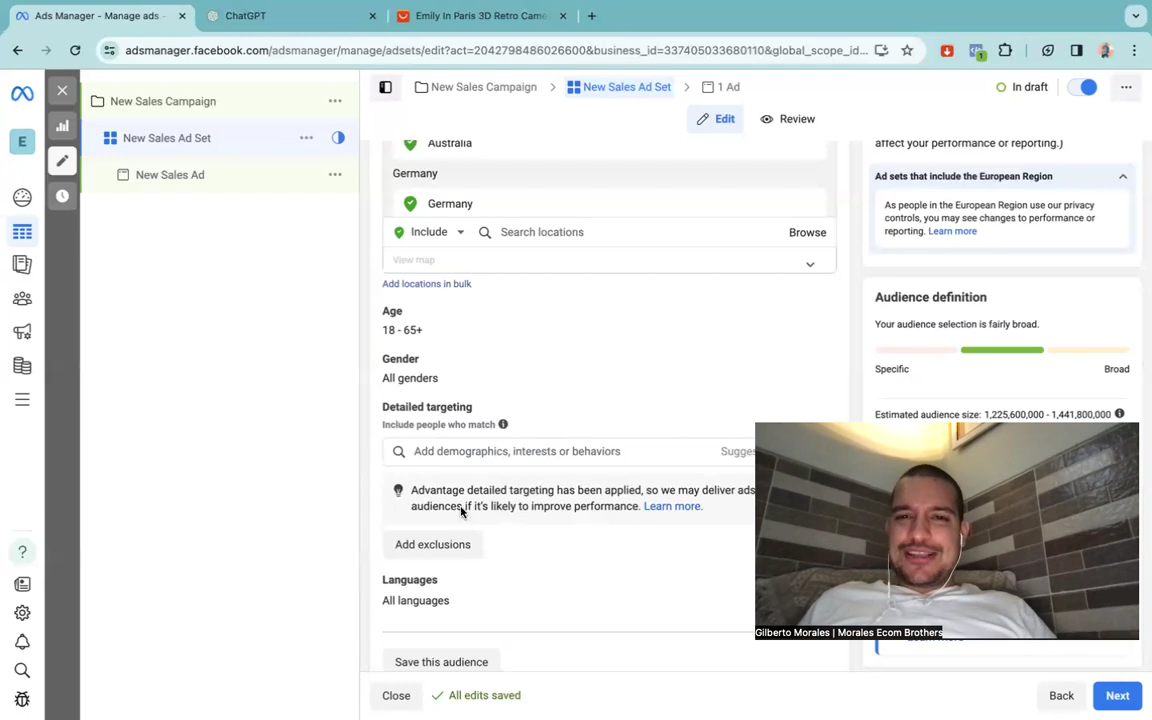 Ads Manager - Manage ads -
ChatGPT
Emily In Paris 3D Retro Came
adsmanager.facebook.com/adsmanager/manage/adsets/edit?act=2042798486026600&business_id=337405033680110&global_scope_id...
1
E
New Sales Campaign
New Sales Ad Set
New Sales Ad
New Sales Campaign
New Sales Ad Set
1 Ad
In draft
Edit
Review
Australia
Germany
Germany
Include
Search locations
Browse
View map
Add locations in bulk
Age
18 - 65+
Gender
All genders
Detailed targeting
Include people who match
Add demographics, interests or behaviors
Advantage detailed targeting has been applied, so we may deliver ads
audiences if it's likely to improve performance. Learn more.
Add exclusions
Languages
All languages
Save this audience
Close
All edits saved
Back
Next
affect your performance or reporting.)
Ad sets that include the European Region
As people in the European Region use our privacy
controls, you may see changes to performance or
reporting. Learn more
Audience definition
Your audience selection is fairly broad.
Specific
Broad
Estimated audience size: 1,225,600,000 - 1,441,800,000
Gilberto Morales | Morales Ecom Brothers